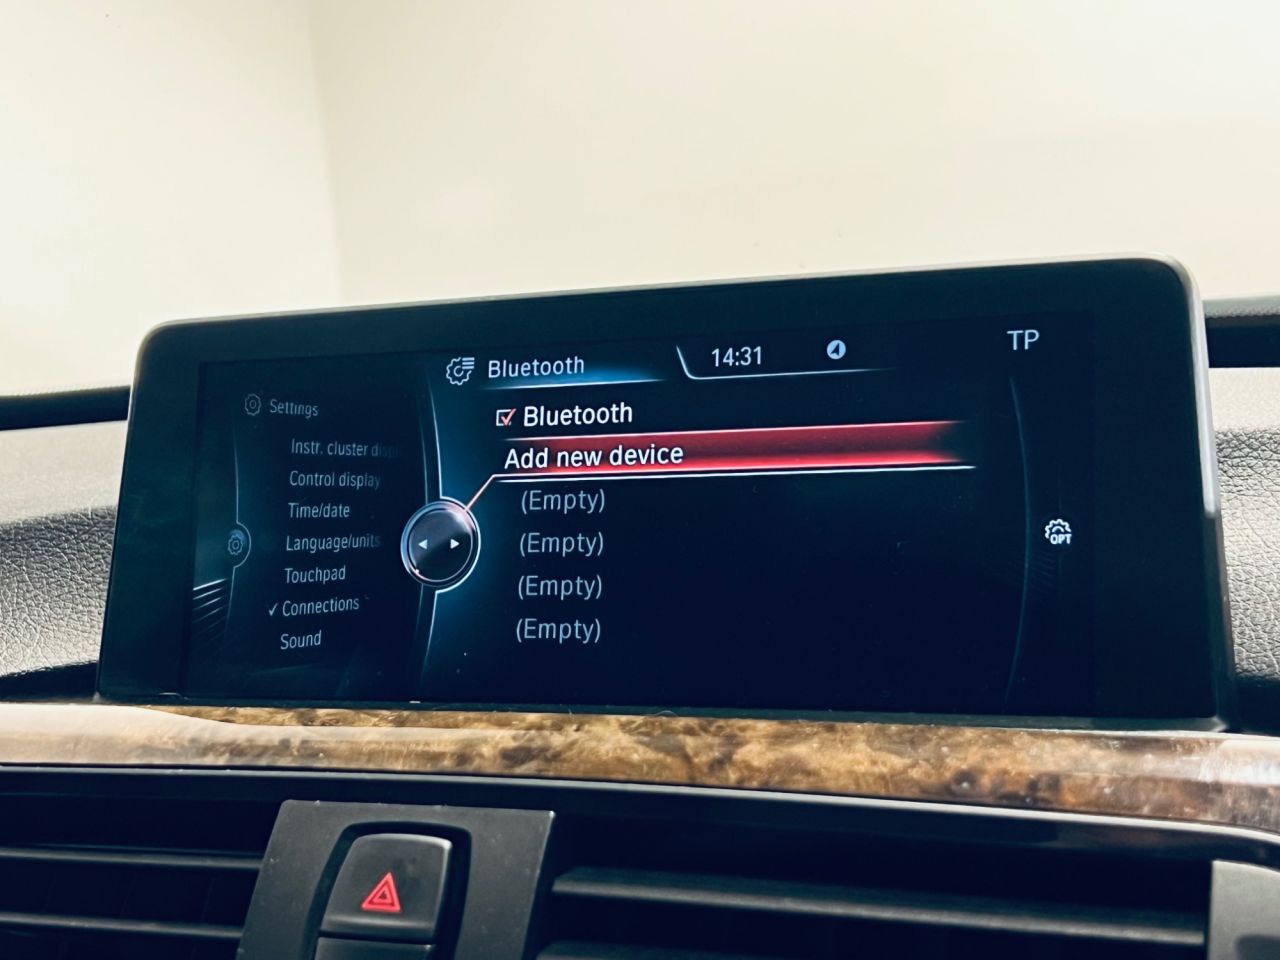 Bluetooth
14:31
TP
Settings
Instr. cluster disp
Control display
Time/date
Language/units
Touchpad
✓ Connections
Sound
Bluetooth
Add new device
(Empty)
(Empty)
(Empty)
(Empty)
OPT